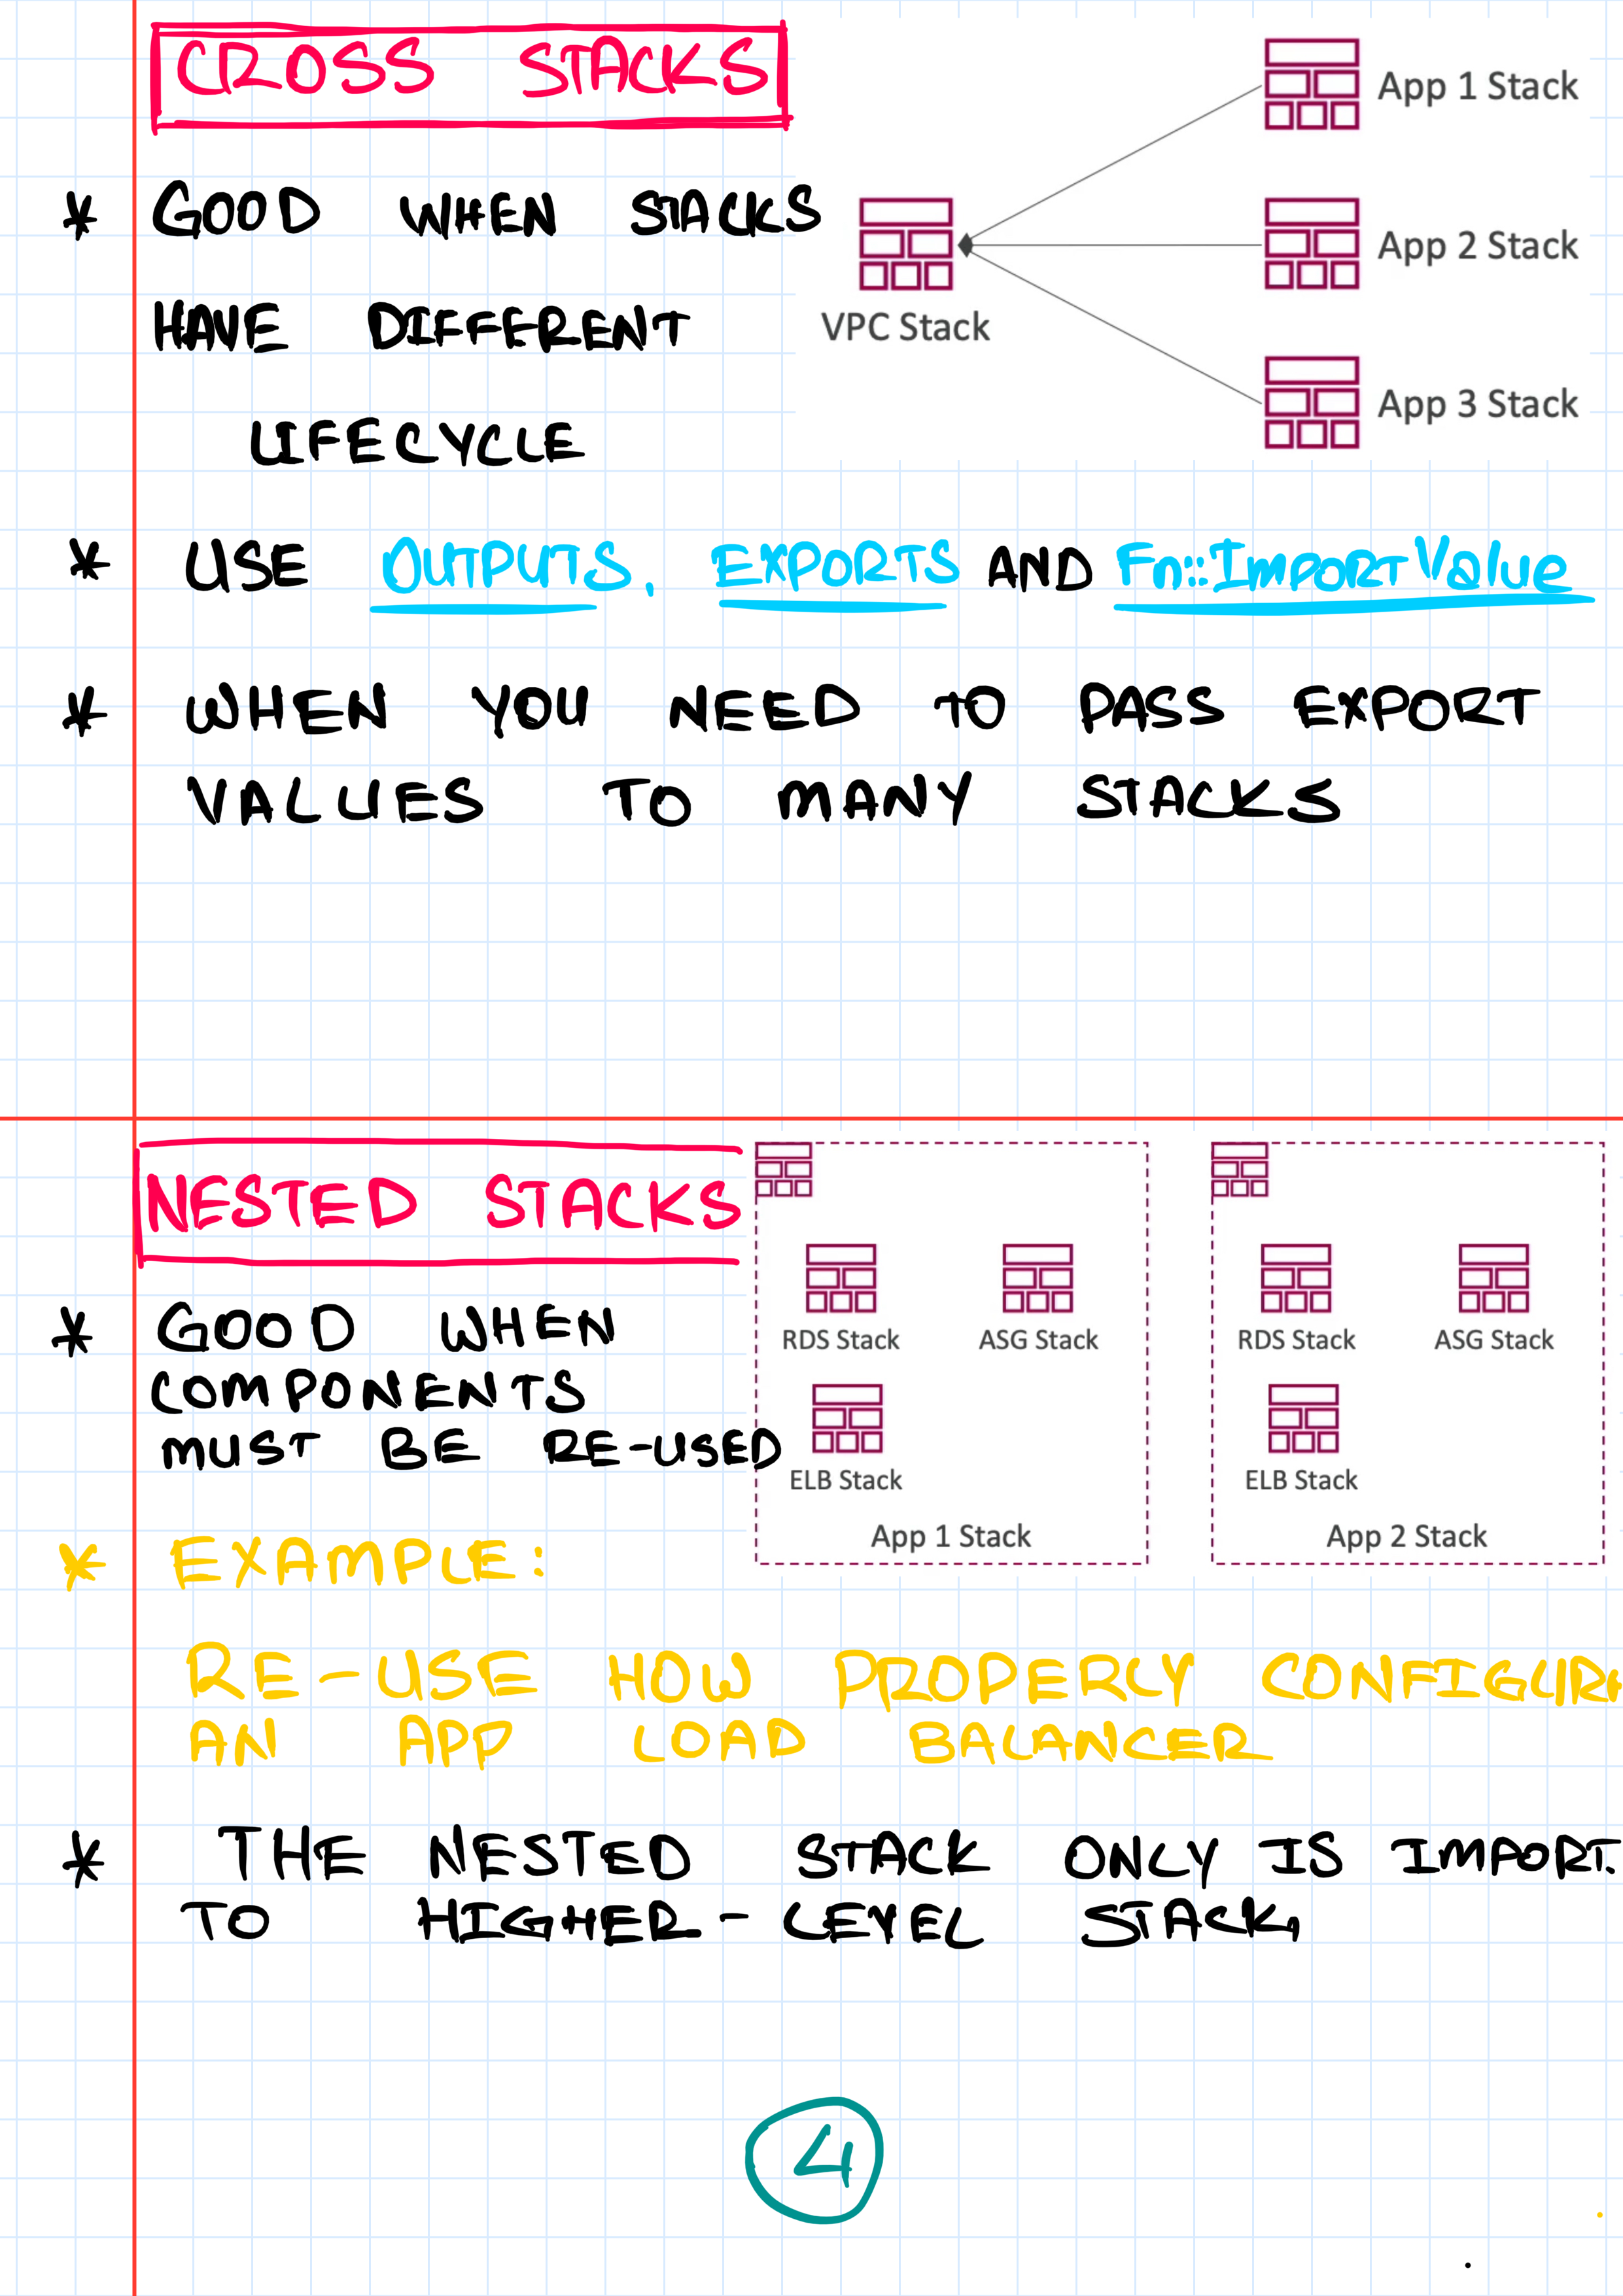 CROSS STACKS
App 1 Stack
* GOOD WHEN STACKS
App 2 Stack
HAVE DIFFERENT
VPC Stack
LIFECYCLE
App 3 Stack
* USE OUTPUTS, EXPORTS AND Fn::ImportValue
* WHEN YOU NEED TO PASS EXPORT
VALUES TO MANY STACKS
NESTED STACKS
* GOOD WHEN
COMPONENTS
MUST BE RE-USED
RDS Stack ASG Stack
ELB Stack
App 1 Stack
RDS Stack ASG Stack
ELB Stack
App 2 Stack
* EXAMPLE:
RE-USE HOW PROPERLY CONFIGUR
AN APP LOAD BALANCER
* THE NESTED STACK ONLY IS IMPORT.
TO HIGHER-LEVEL STACK,
4